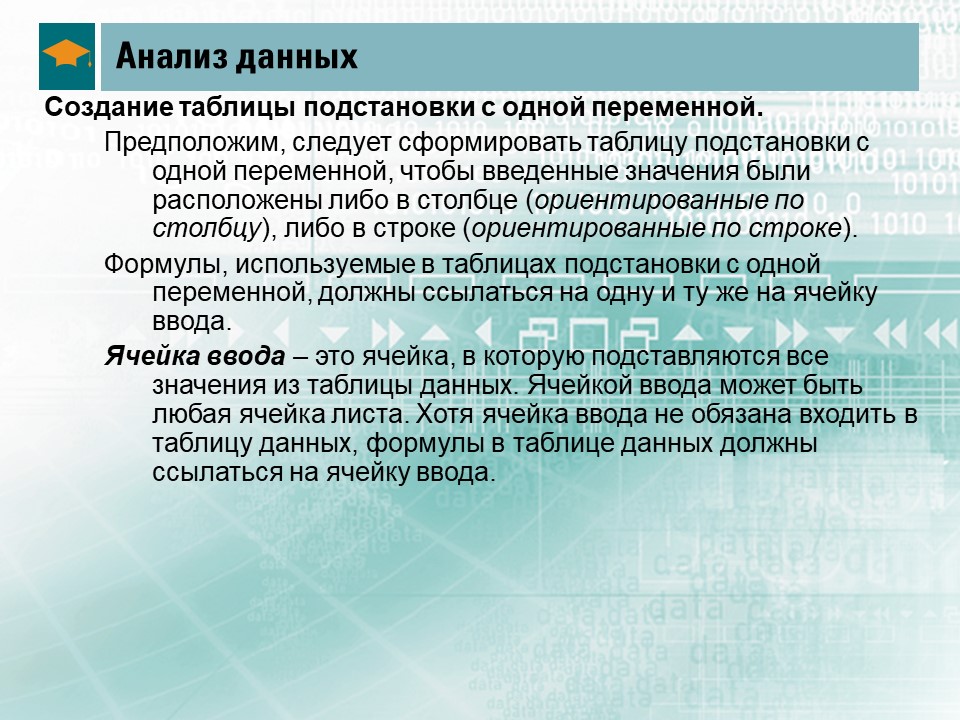 Анализ данных
Создание таблицы подстановки с одной переменной.
Предположим, следует сформировать таблицу подстановки с
одной переменной, чтобы введенные значения были
расположены либо в столбце (ориентированные по
столбцу), либо в строке (ориентированные по строке).
Формулы, используемые в таблицах подстановки с одной
переменной, должны ссылаться на одну и ту же на ячейку
ввода.
Ячейка ввода – это ячейка, в которую подставляются все
значения из таблицы данных. Ячейкой ввода может быть
любая ячейка листа. Хотя ячейка ввода не обязана входить в
таблицу данных, формулы в таблице данных должны
ссылаться на ячейку ввода.